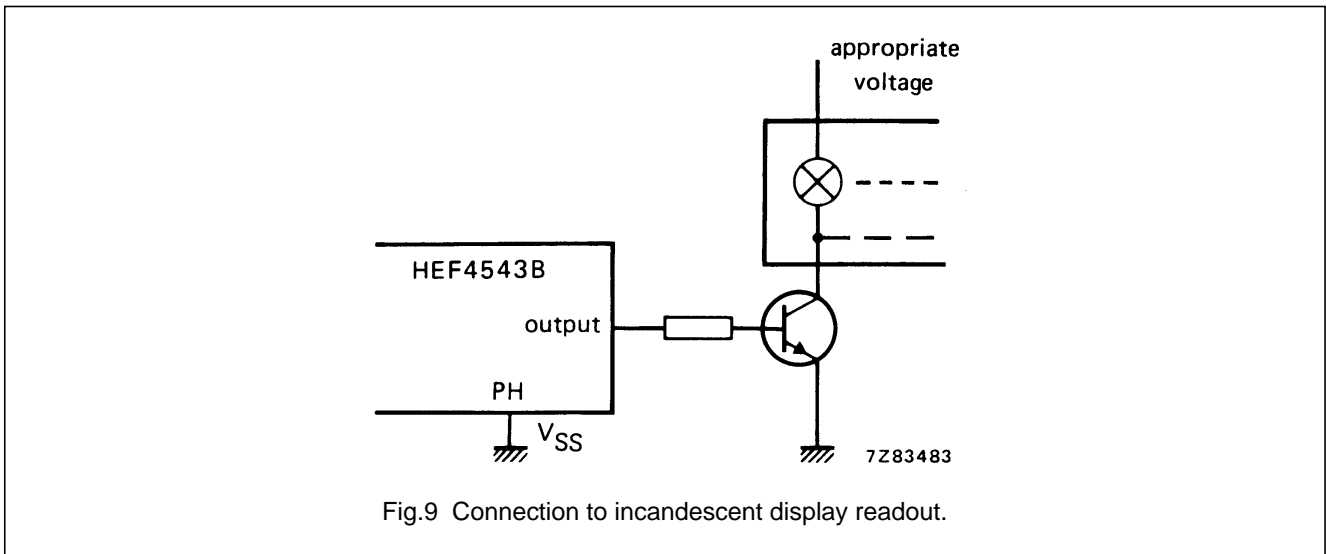 appropriate
voltage
HEF4543B
output
PH
VSS
7Z83483
Fig.9 Connection to incandescent display readout.